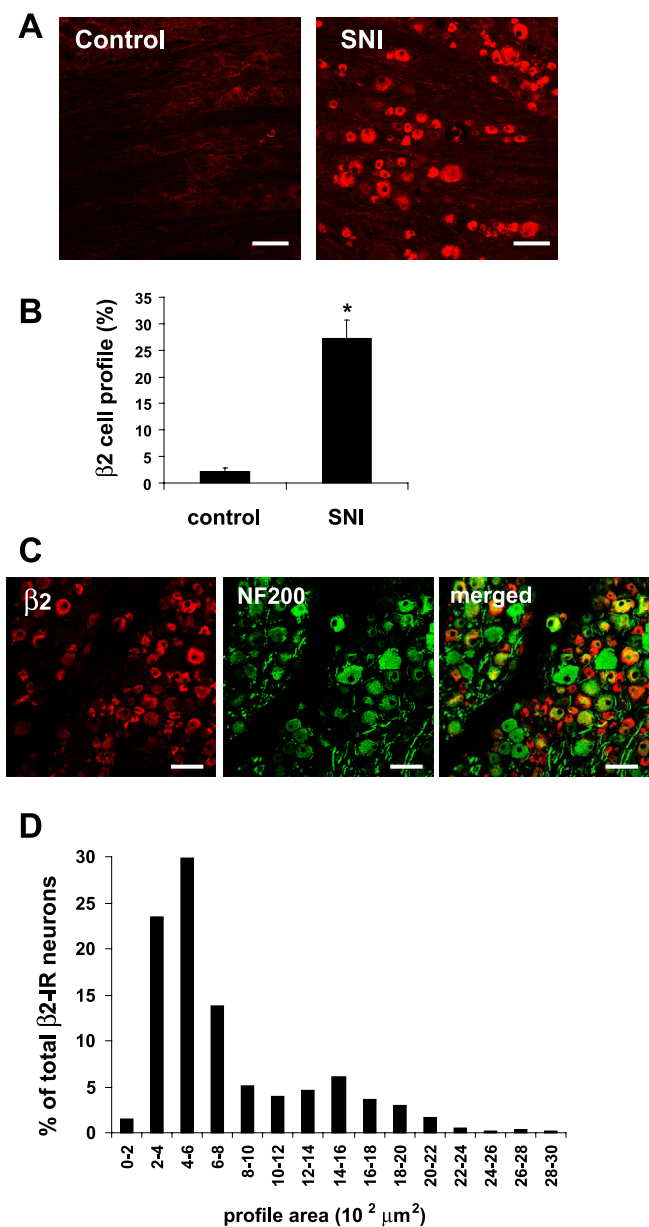 A
Control
SNI
B
β2 cell profile (%)
35
30
25
20
15
10
5
0
*
control
SNI
C
β2
NF200
merged
D
% of total β2-IR neurons
30
25
20
15
10
5
0
0-2
2-4
4-6
6-8
8-10
10-12
12-14
14-16
16-18
18-20
20-22
22-24
24-26
26-28
28-30
profile area (10² μm²)